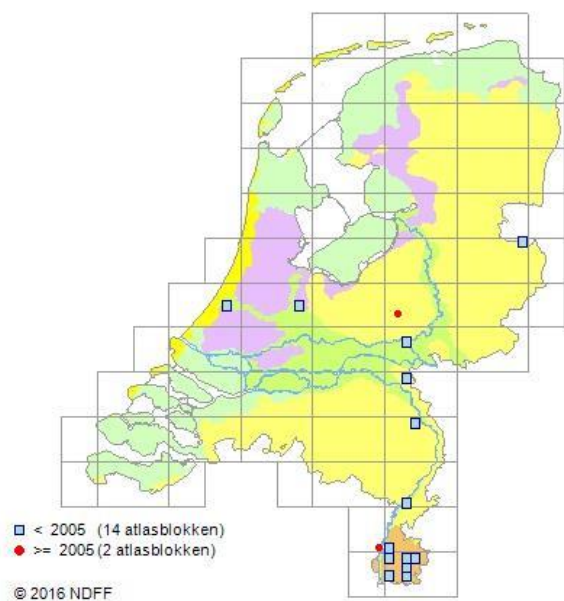 < 2005 (14 atlasblokken)
>= 2005 (2 atlasblokken)
© 2016 NDFF